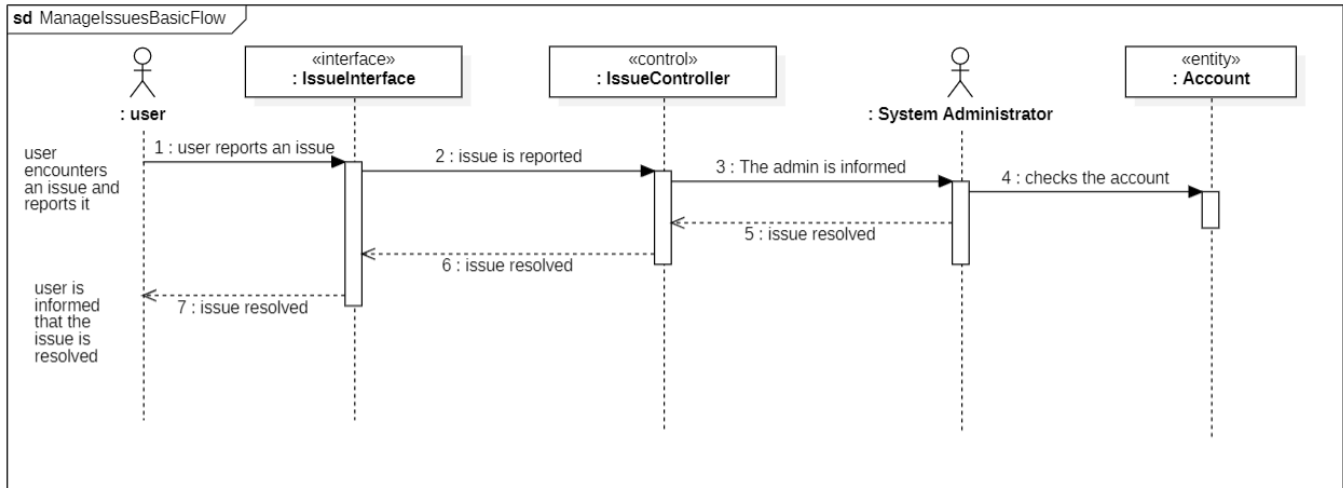 sd ManageIssuesBasicFlow
«interface»
: IssueInterface
«control»
: IssueController
«entity»
: Account
: user
: System Administrator
user
encounters
an issue and
reports it
1 : user reports an issue
2 : issue is reported
3 : The admin is informed
4 : checks the account
5 : issue resolved
6 : issue resolved
7 : issue resolved
user is
informed
that the
issue is
resolved